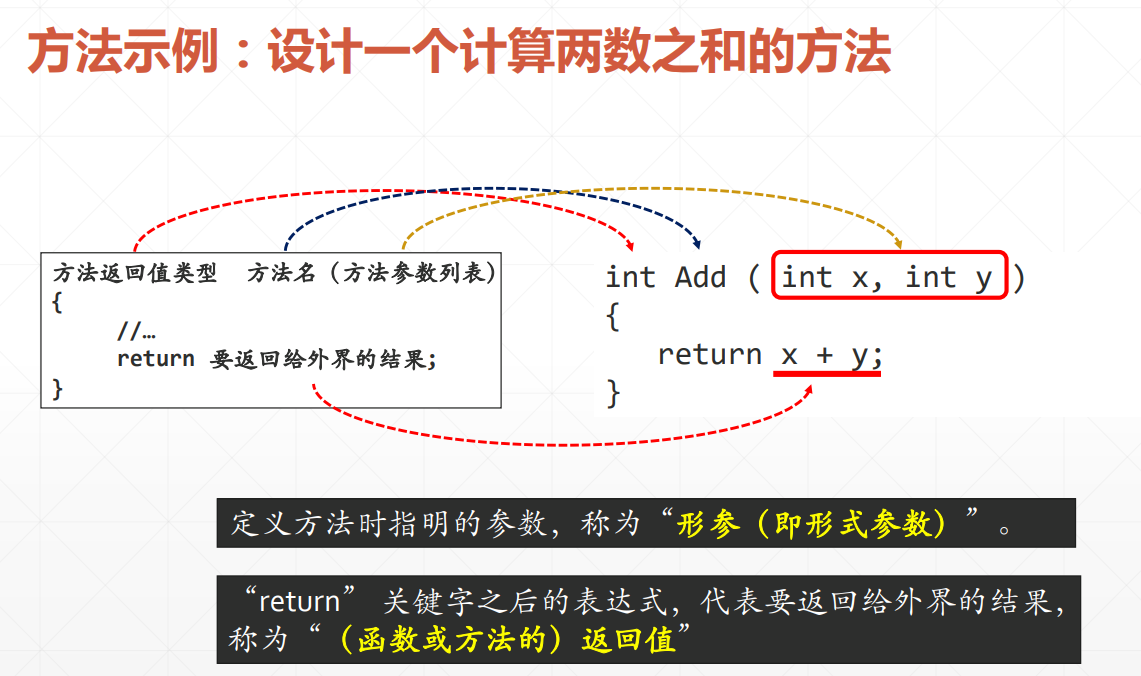 方法示例：设计一个计算两数之和的方法
方法返回值类型 方法名（方法参数列表）
{
//…
return 要返回给外界的结果;
}
int Add ( int x, int y )
{
return x + y;
}
定义方法时指明的参数，称为“形参（即形式参数）”。
“return” 关键字之后的表达式，代表要返回给外界的结果，
称为“（函数或方法的）返回值”